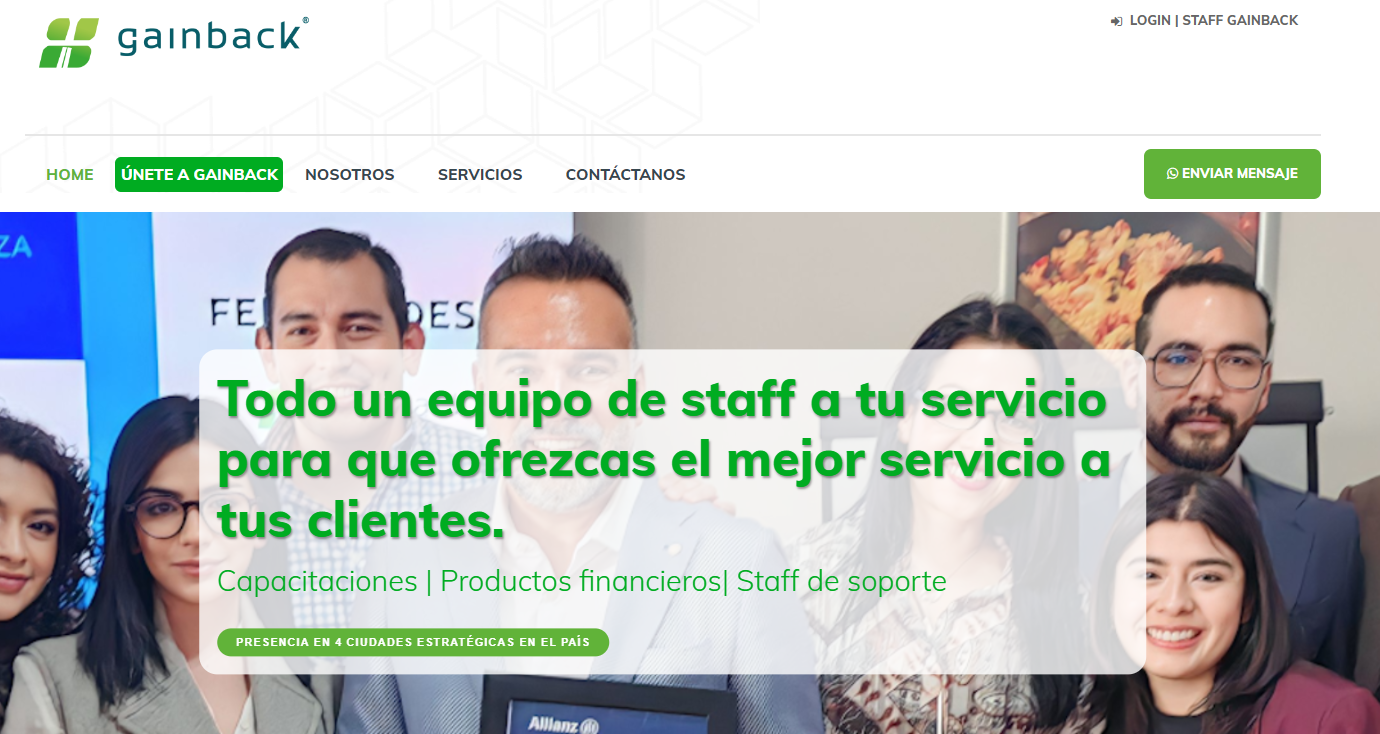 gainback®
LOGIN | STAFF GAINBACK
HOME
ÚNETE A GAINBACK
NOSOTROS
SERVICIOS
CONTÁCTANOS
ENVIAR MENSAJE
ZA
FE
DES
Todo un equipo de staff a tu servicio
para que ofrezcas el mejor servicio a
tus clientes.
Capacitaciones | Productos financieros| Staff de soporte
PRESENCIA EN 4 CIUDADES ESTRATÉGICAS EN EL PAÍS
Allianz